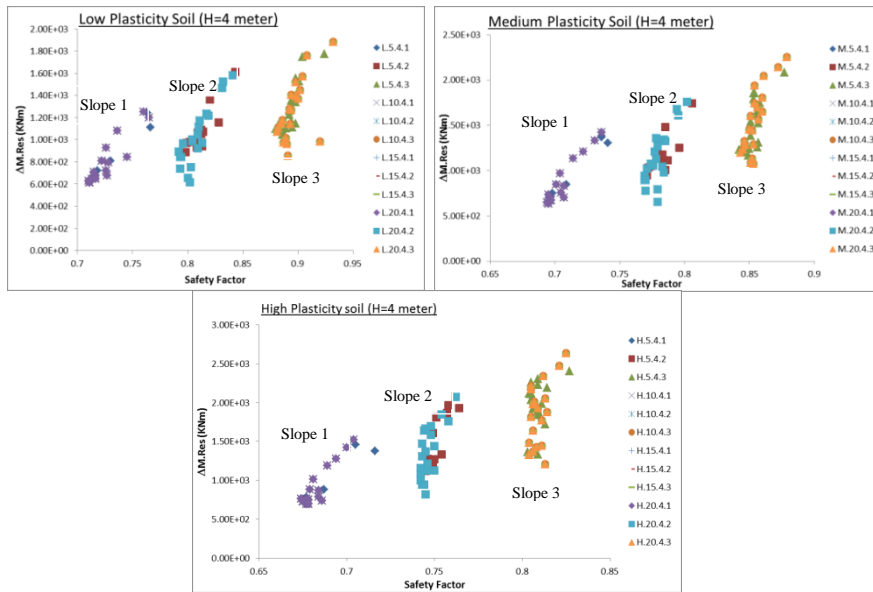 Low Plasticity Soil (H=4 meter)
2.00E+03
1.80E+03
1.60E+03
1.40E+03
1.20E+03
1.00E+03
8.00E+02
6.00E+02
4.00E+02
2.00E+02
0.00E+00
ΔM.Res (KNm)
0.7
0.75
0.8
0.85
0.9
0.95
Safety Factor
Slope 1
Slope 2
Slope 3
L.5.4.1
L.5.4.2
L.5.4.3
L.10.4.1
L.10.4.2
L.10.4.3
L.15.4.1
L.15.4.2
L.15.4.3
L.20.4.1
L.20.4.2
L.20.4.3
Medium Plasticity Soil (H=4 meter)
2.50E+03
2.00E+03
1.50E+03
1.00E+03
5.00E+02
0.00E+00
ΔM.Res (KNm)
0.65
0.7
0.75
0.8
0.85
0.9
Safety Factor
Slope 1
Slope 2
Slope 3
M.5.4.1
M.5.4.2
M.5.4.3
M.10.4.1
M.10.4.2
M.10.4.3
M.15.4.1
M.15.4.2
M.15.4.3
M.20.4.1
M.20.4.2
M.20.4.3
High Plasticity soil (H=4 meter)
3.00E+03
2.50E+03
2.00E+03
1.50E+03
1.00E+03
5.00E+02
0.00E+00
ΔM.Res (KNm)
0.65
0.7
0.75
0.8
0.85
Safety Factor
Slope 1
Slope 2
Slope 3
H.5.4.1
H.5.4.2
H.5.4.3
H.10.4.1
H.10.4.2
H.10.4.3
H.15.4.1
H.15.4.2
H.15.4.3
H.20.4.1
H.20.4.2
H.20.4.3